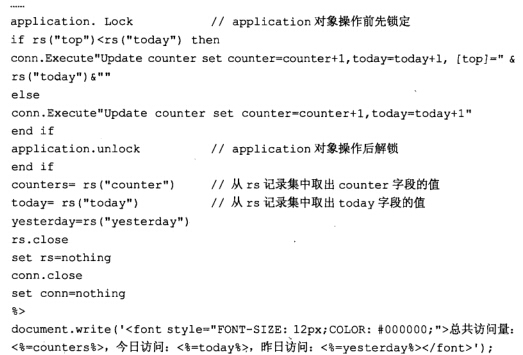 ……
application. Lock // application 对象操作前先锁定
if rs("top")<rs("today") then
conn.Execute"Update counter set counter=counter+1,today=today+1, [top]=" &
rs("today")&""
else
conn.Execute"Update counter set counter=counter+1,today=today+1"
end if
application.unlock // application 对象操作后解锁
end if
counters= rs("counter") // 从 rs 记录集中取出 counter 字段的值
today= rs("today") // 从 rs 记录集中取出 today 字段的值
yesterday=rs("yesterday")
rs.close
set rs=nothing
conn.close
set conn=nothing
%>
document.write('<font style="FONT-SIZE: 12px;COLOR: #000000;">总共访问量:
<%=counters%>, 今日访问: <%=today%>, 昨日访问: <%=yesterday%></font>');